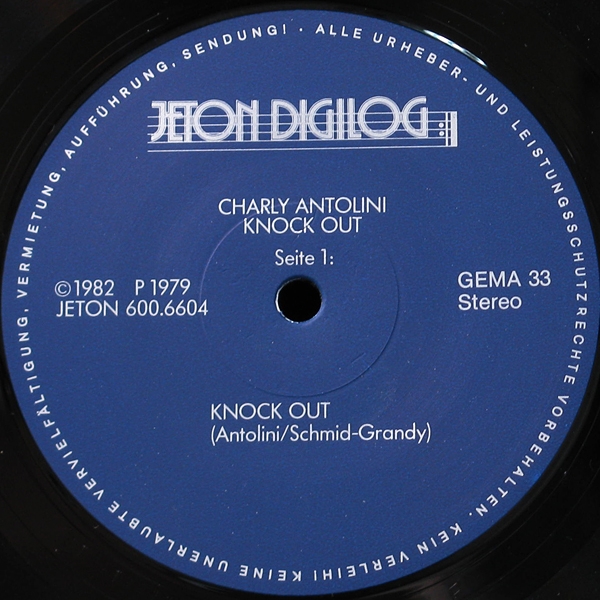 ALLE URHEBER- UND LEISTUNGSSCHUTZRECHTE VORBEHALTEN. KEIN VERLEIH! KEINE UNERLAUBTE VERVIELFÄLTIGUNG, VERMIETUNG, AUFFÜHRUNG, SENDUNG! ·
JETON DIGILOG
CHARLY ANTOLINI
KNOCK OUT
Seite 1:
©1982 P 1979
JETON 600.6604
GEMA 33
Stereo
KNOCK OUT
(Antolini/Schmid-Grandy)